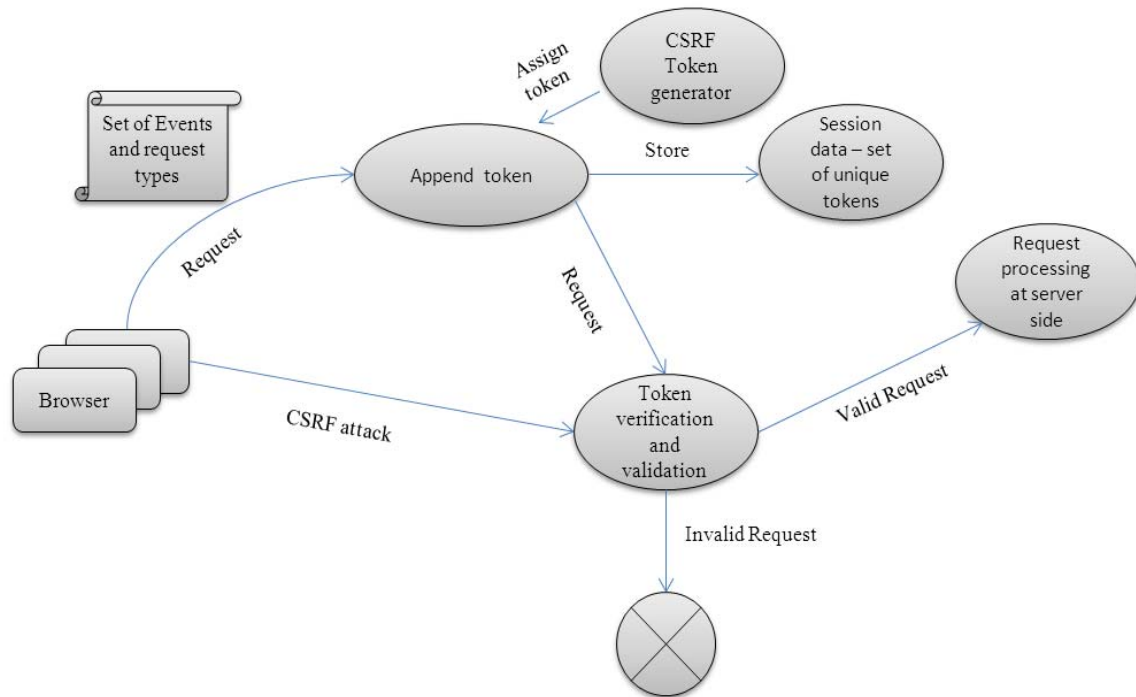 CSRF
Token
generator
Assign
token
Set of Events
and request
types
Append token
Store
Session
data – set
of unique
tokens
Request
Request
Request
processing
at server
side
Browser
CSRF attack
Token
verification
and
validation
Valid Request
Invalid Request